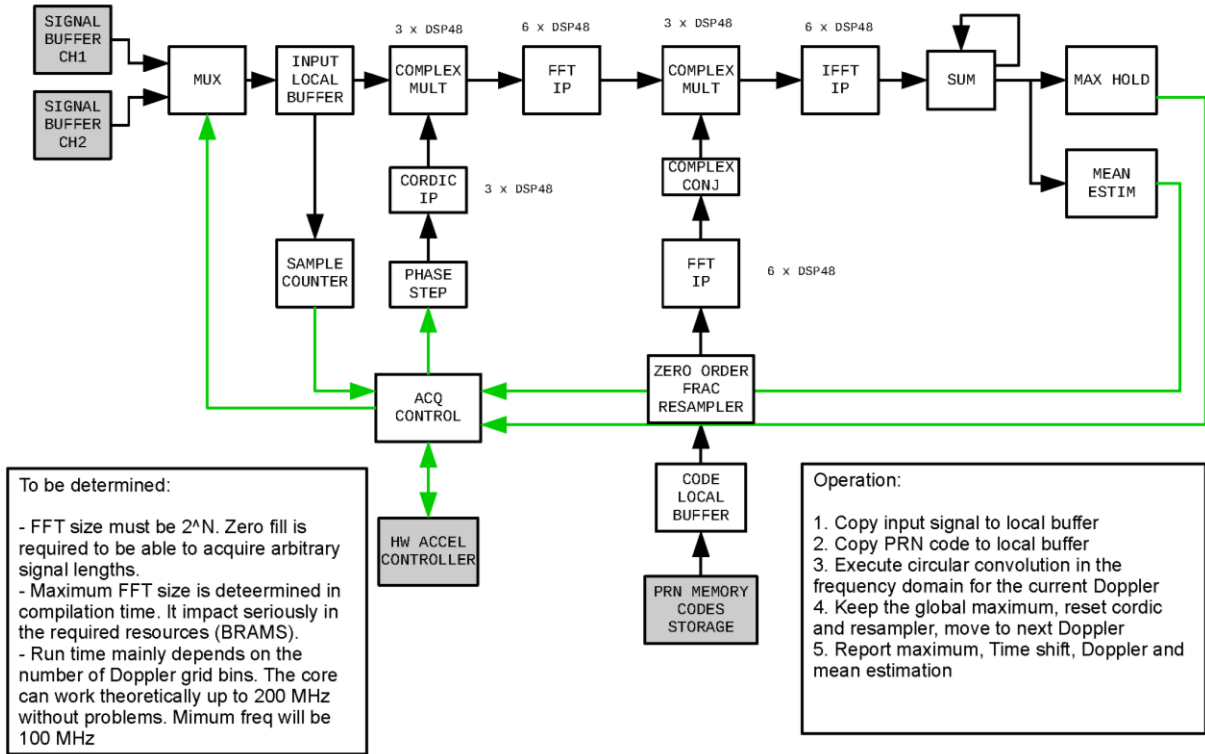 SIGNAL
BUFFER
CH1
SIGNAL
BUFFER
CH2
MUX
INPUT
LOCAL
BUFFER
3 x DSP48
COMPLEX
MULT
6 x DSP48
FFT
IP
3 x DSP48
COMPLEX
MULT
6 x DSP48
IFFT
IP
SUM
MAX HOLD
MEAN
ESTIM
CORDIC
IP
3 x DSP48
COMPLEX
CONJ
SAMPLE
COUNTER
PHASE
STEP
FFT
IP
6 x DSP48
ACQ
CONTROL
ZERO ORDER
FRAC
RESAMPLER
CODE
LOCAL
BUFFER
HW ACCEL
CONTROLLER
PRN MEMORY
CODES
STORAGE
To be determined:
- FFT size must be 2^N. Zero fill is
required to be able to acquire arbitrary
signal lengths.
- Maximum FFT size is deteermined in
compilation time. It impact seriously in
the required resources (BRAMS).
- Run time mainly depends on the
number of Doppler grid bins. The core
can work theoretically up to 200 MHz
without problems. Mimum freq will be
100 MHz
Operation:
1. Copy input signal to local buffer
2. Copy PRN code to local buffer
3. Execute circular convolution in the
frequency domain for the current Doppler
4. Keep the global maximum, reset cordic
and resampler, move to next Doppler
5. Report maximum, Time shift, Doppler and
mean estimation